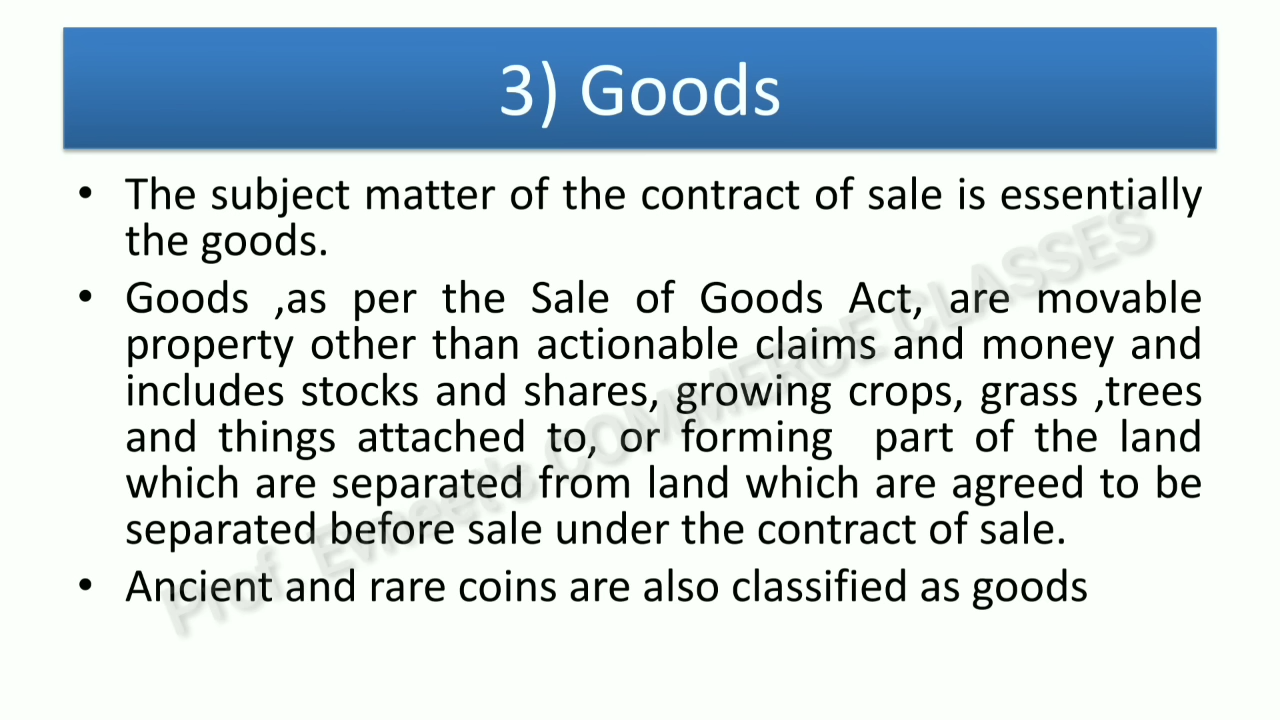 3) Goods
• The subject matter of the contract of sale is essentially
the goods.
• Goods ,as per the Sale of Goods Act, are movable
property other than actionable claims and money and
includes stocks and shares, growing crops, grass ,trees
and things attached to, or forming part of the land
which are separated from land which are agreed to be
separated before sale under the contract of sale.
• Ancient and rare coins are also classified as goods
Prof COMMERCE CLASSES